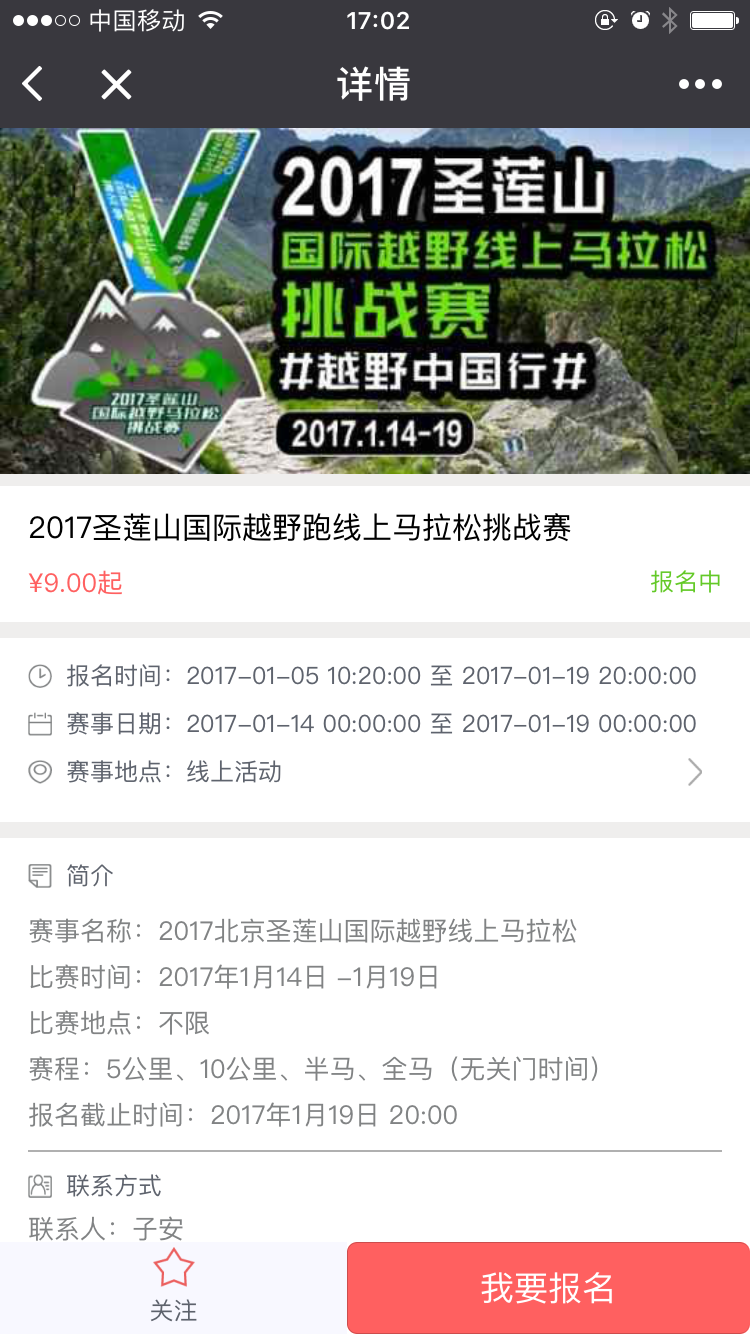 中国移动
17:02
详情
2017圣莲山
国际越野线上马拉松
挑战赛
#越野中国行#
2017.1.14-19
2017圣莲山
国际越野马拉松
挑战赛
2017圣莲山国际越野跑线上马拉松挑战赛
¥9.00起
报名中
报名时间：2017-01-05 10:20:00 至 2017-01-19 20:00:00
赛事日期：2017-01-14 00:00:00 至 2017-01-19 00:00:00
赛事地点：线上活动
简介
赛事名称：2017北京圣莲山国际越野线上马拉松
比赛时间：2017年1月14日 -1月19日
比赛地点：不限
赛程：5公里、10公里、半马、全马（无关门时间）
报名截止时间：2017年1月19日 20:00
联系方式
联系人：子安
关注
我要报名